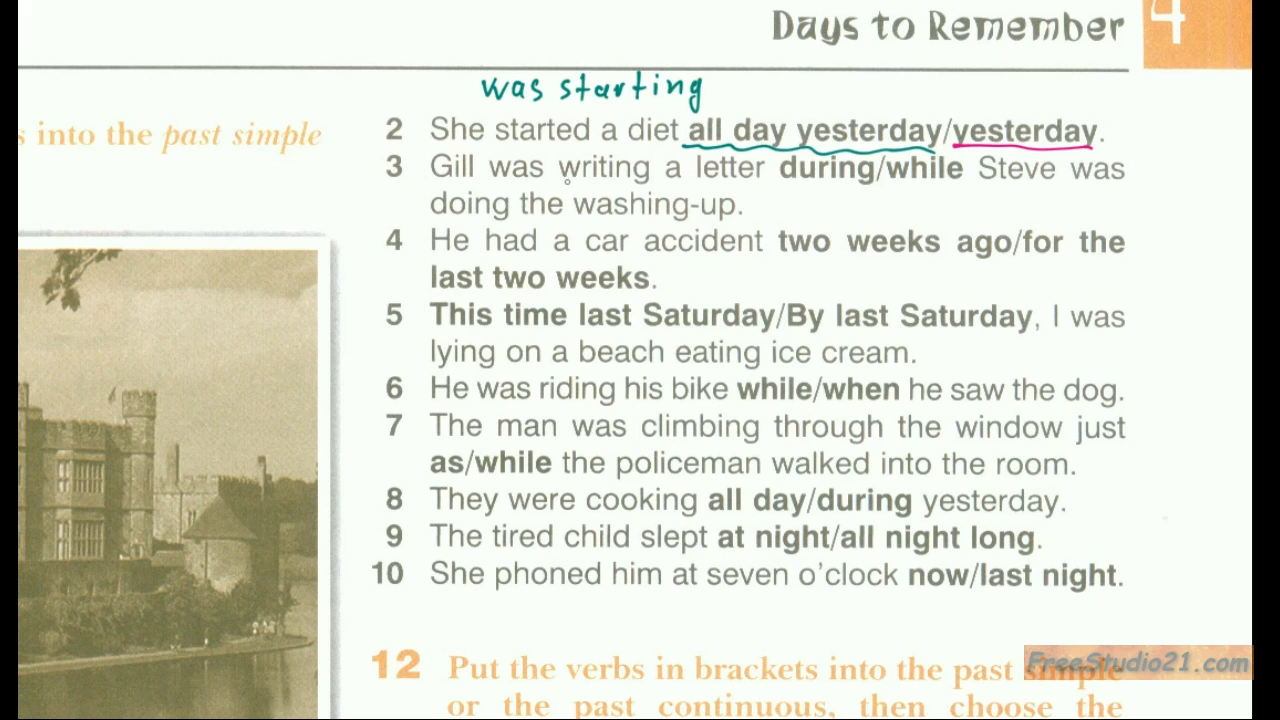 Days to Remember
4
was starting
s into the past simple
2 She started a diet all day yesterday/yesterday.
3 Gill was writing a letter during/while Steve was
doing the washing-up.
4 He had a car accident two weeks ago/for the
last two weeks.
5 This time last Saturday/By last Saturday, I was
lying on a beach eating ice cream.
6 He was riding his bike while/when he saw the dog.
7 The man was climbing through the window just
as/while the policeman walked into the room.
8 They were cooking all day/during yesterday.
9 The tired child slept at night/all night long.
10 She phoned him at seven o'clock now/last night.
12 Put the verbs in brackets into the past simple
or the past continuous, then choose the
FreeStudio21.com